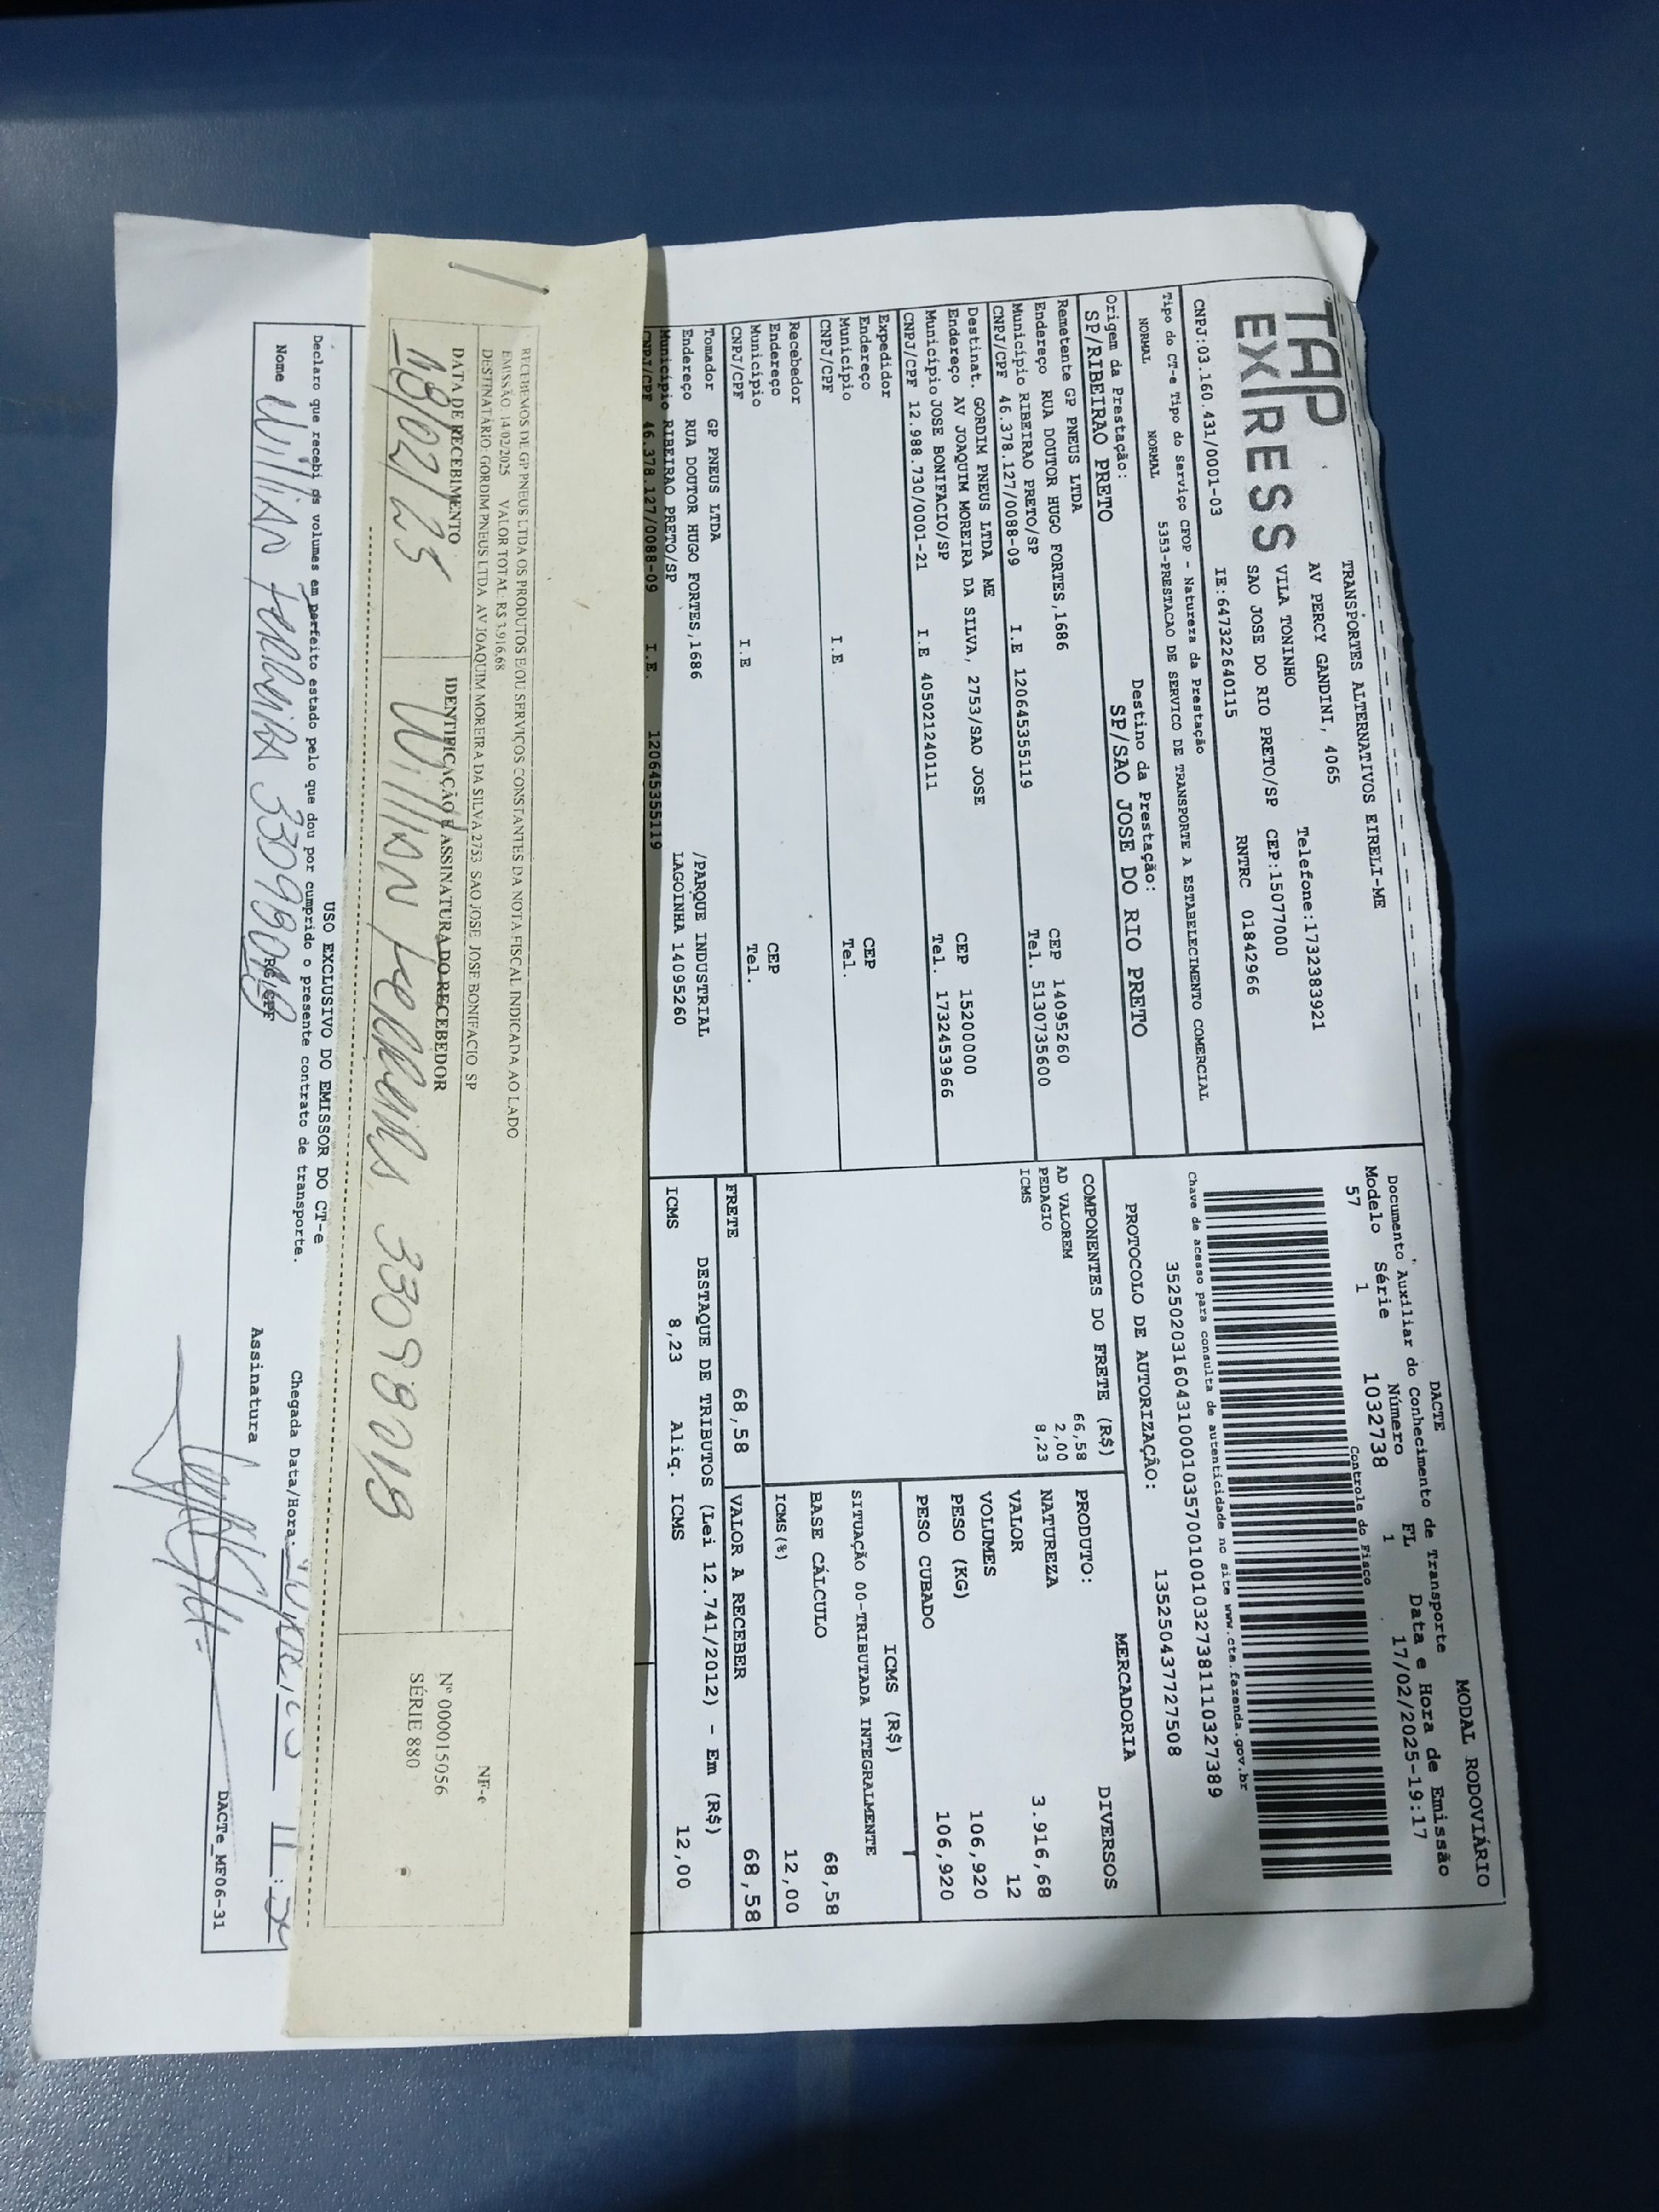 TAP
EXPRESS
TRANSPORTES ALTERNATIVOS EIRELI-ME
AV PERCY GANDINI, 4065
Telefone:1732383921
VILA TONINHO
SAO JOSE DO RIO PRETO/SP CEP:15077000
CNPJ:03.160.431/0001-03 IE:647322640115 RNTRC 01842966
Tipo do CT-e Tipo do Serviço CFOP - Natureza da Prestação
NORMAL NORMAL 5353-PRESTACAO DE SERVICO DE TRANSPORTE A ESTABELECIMENTO COMERCIAL
Origem da Prestação: Destino da Prestação:
SP/RIBEIRAO PRETO SP/SAO JOSE DO RIO PRETO
Remetente GP PNEUS LTDA
Endereço RUA DOUTOR HUGO FORTES,1686 CEP 14095260
Município RIBEIRAO PRETO/SP Tel. 5130735600
CNPJ/CPF 46.378.127/0088-09 I.E 120645355119
Destinat. GORDIM PNEUS LTDA ME
Endereço AV JOAQUIM MOREIRA DA SILVA, 2753/SAO JOSE CEP 15200000
Município JOSE BONIFACIO/SP Tel. 1732453966
CNPJ/CPF 12.988.730/0001-21 I.E 405021240111
Expedidor
Endereço CEP
Município Tel.
CNPJ/CPF I.E
Recebedor
Endereço CEP
Município Tel.
CNPJ/CPF I.E
Tomador GP PNEUS LTDA
Endereço RUA DOUTOR HUGO FORTES,1686 /PARQUE INDUSTRIAL
Município RIBEIRAO PRETO/SP LAGOINHA 14095260
CNPJ/CPF 46.378.127/0088-09 I.E. 120645355119
DACTE MODAL RODOVIÁRIO
Documento Auxiliar do Conhecimento de Transporte
Modelo Série Número FL Data e Hora de Emissão
57 1 1032738 1 17/02/2025-19:17
Controle do Fisco
Chave de acesso para consulta de autenticidade no site www.cte.fazenda.gov.br
35250203160431000103570010010327381110327389
PROTOCOLO DE AUTORIZAÇÂO: 135250437727508
COMPONENTES DO FRETE (R$)
AD VALOREM 66,58
PEDAGIO 2,00
ICMS 8,23
MERCADORIA
PRODUTO: DIVERSOS
NATUREZA
VALOR 3.916,68
VOLUMES 12
PESO (KG) 106,920
PESO CUBADO 106,920
ICMS (R$)
SITUAÇÃO 00-TRIBUTADA INTEGRALMENTE
BASE CÁLCULO 68,58
ICMS(%) 12,00
FRETE 68,58 VALOR A RECEBER 68,58
DESTAQUE DE TRIBUTOS (Lei 12.741/2012) - Em (R$)
ICMS 8,23 Aliq. ICMS 12,00
RECEBEMOS DE GP PNEUS LTDA OS PRODUTOS E/OU SERVIÇOS CONSTANTES DA NOTA FISCAL INDICADA AO LADO
EMISSÃO: 14/02/2025 VALOR TOTAL: R$ 3.916,68
DESTINATÁRIO: GORDIM PNEUS LTDA AV JOAQUIM MOREIRA DA SILVA 2753 SAO JOSE JOSE BONIFACIO SP
NF-e
Nº 000015056
SÉRIE 880
DATA DE RECEBIMENTO IDENTIFICAÇÃO E ASSINATURA DO RECEBEDOR
18/02/25 Willian Ferreira 33098018
USO EXCLUSIVO DO EMISSOR DO CT-e
Declaro que recebi os volumes em perfeito estado pelo que dou por cumprido o presente contrato de transporte.
Chegada Data/Hora:
Nome Willian Ferreira 33098018 RG/CPF Assinatura
DACTe_MF06-31